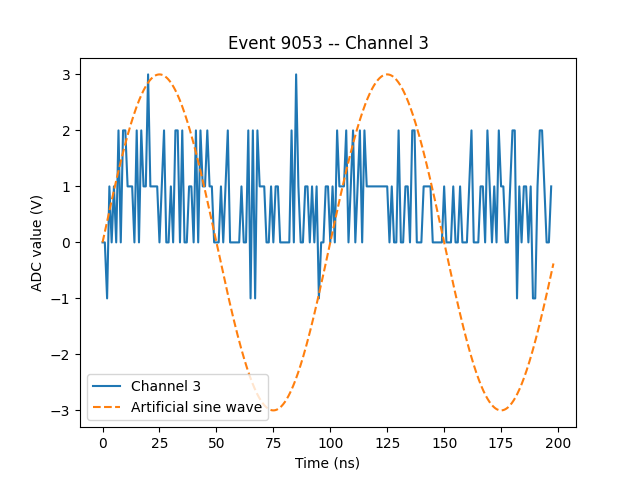 Event 9053 -- Channel 3
ADC value (V)
3
2
1
0
−1
−2
−3
Channel 3
Artificial sine wave
0 25 50 75 100 125 150 175 200
Time (ns)